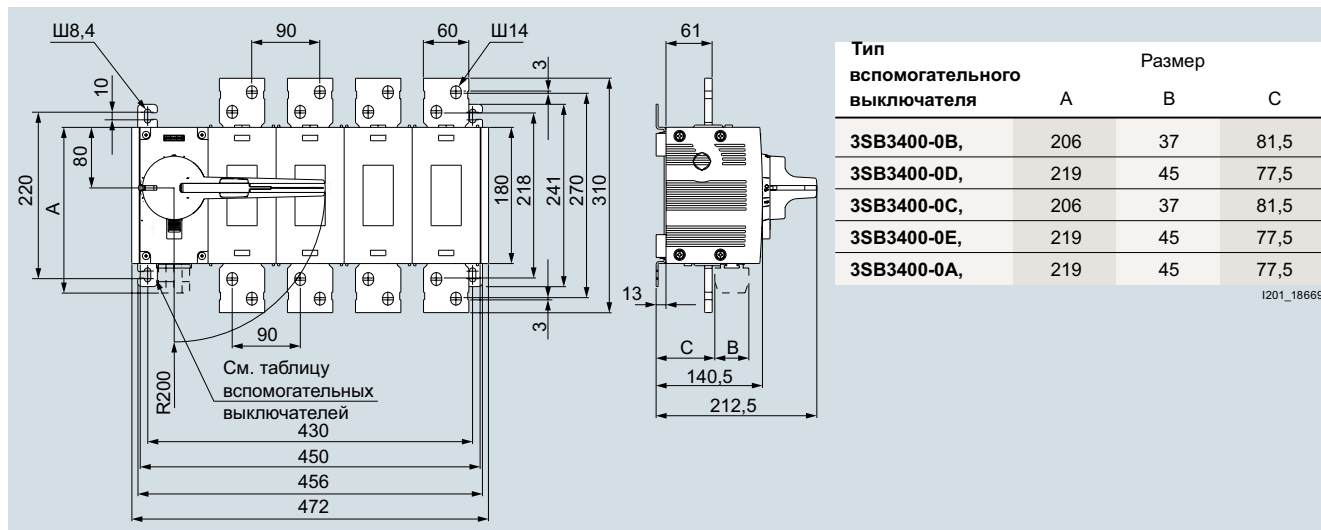 Ш8,4
90
60
Ш14
3
10
80
220
A
180
218
241
270
310
90
3
R200
См. таблицу
вспомогательных
выключателей
430
450
456
472
61
13
C
B
140,5
212,5
Тип
вспомогательного
выключателя
Размер
A B C
3SB3400-0B, 206 37 81,5
3SB3400-0D, 219 45 77,5
3SB3400-0C, 206 37 81,5
3SB3400-0E, 219 45 77,5
3SB3400-0A, 219 45 77,5
I201_18669